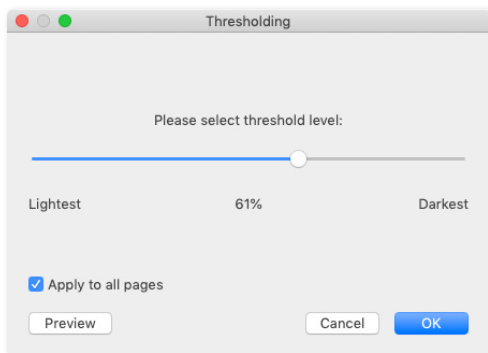 Thresholding
Please select threshold level:
Lightest 61% Darkest
Apply to all pages
Preview Cancel OK